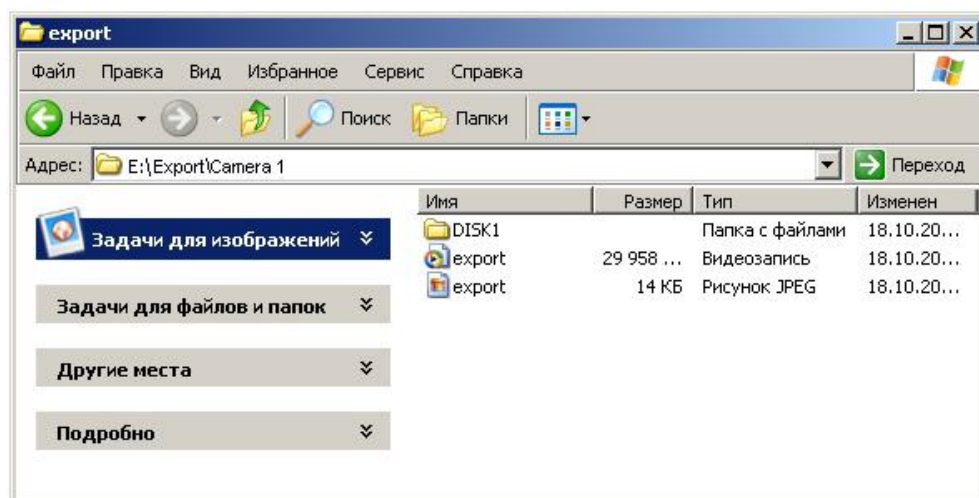 export
Файл Правка Вид Избранное Сервис Справка
Назад Поиск Папки
Адрес: E:\Export\Camera 1 Переход
Имя Размер Тип Изменен
Задачи для изображений
DISK1 Папка с файлами 18.10.20...
export 29 958 ... Видеозапись 18.10.20...
export 14 КБ Рисунок JPEG 18.10.20...
Задачи для файлов и папок
Другие места
Подробно